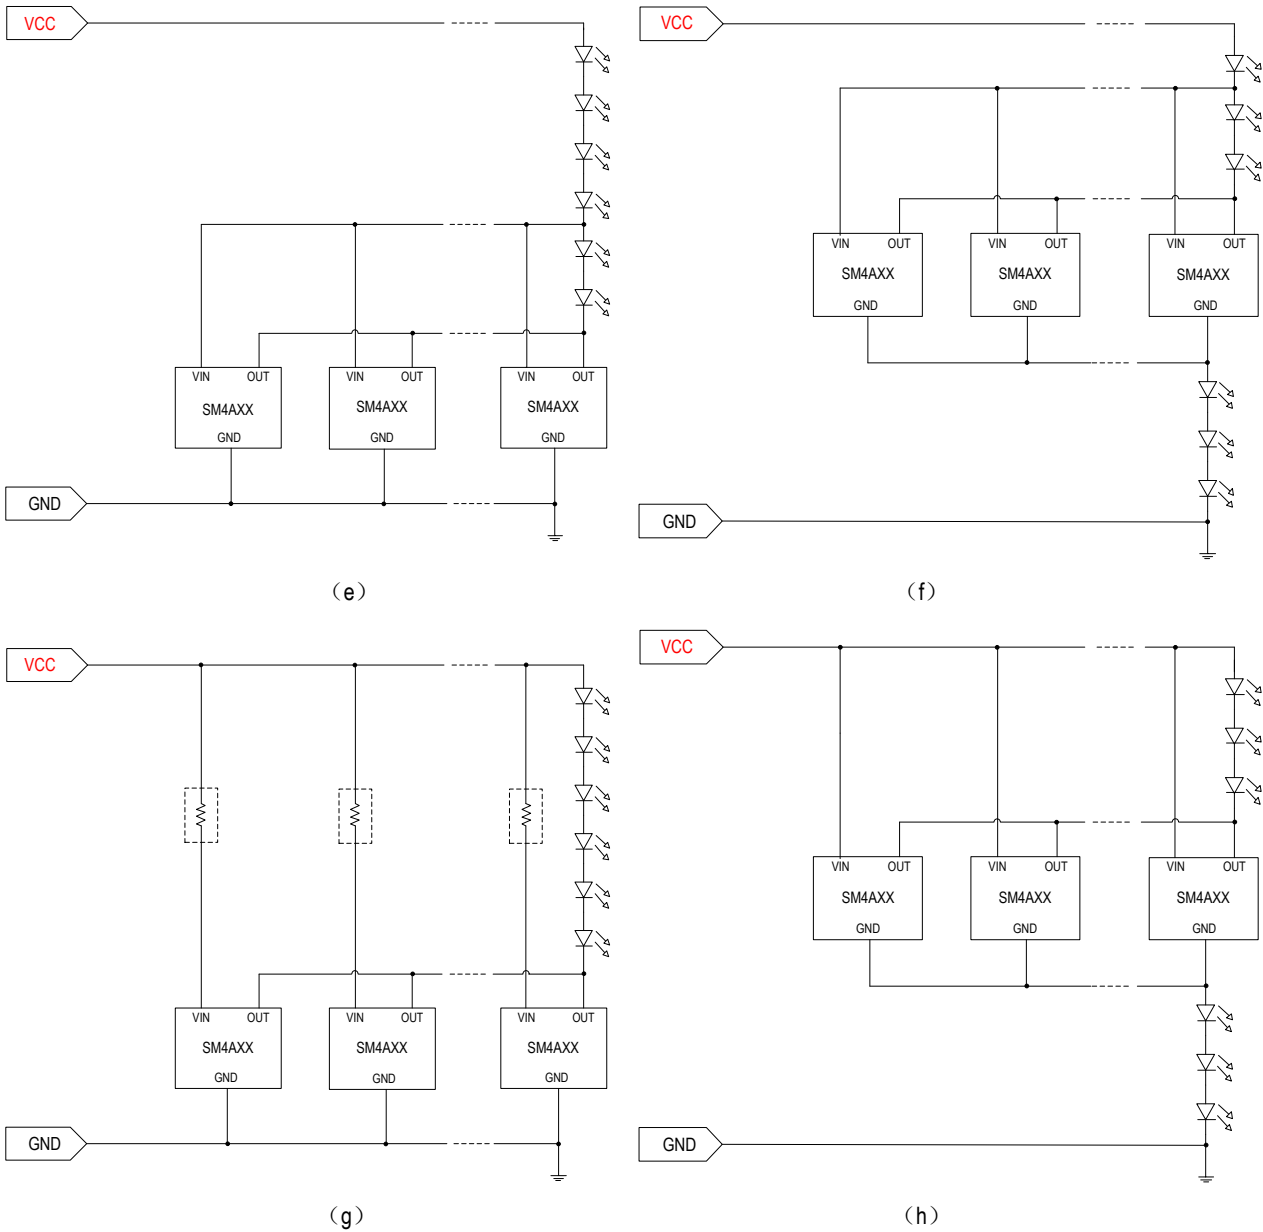 VCC
VIN OUT VIN OUT VIN OUT
SM4AXX SM4AXX SM4AXX
GND GND GND
GND
（e）
VCC
VIN OUT VIN OUT VIN OUT
SM4AXX SM4AXX SM4AXX
GND GND GND
GND
（f）
VCC
VIN OUT VIN OUT VIN OUT
SM4AXX SM4AXX SM4AXX
GND GND GND
GND
（g）
VCC
VIN OUT VIN OUT VIN OUT
SM4AXX SM4AXX SM4AXX
GND GND GND
GND
（h）